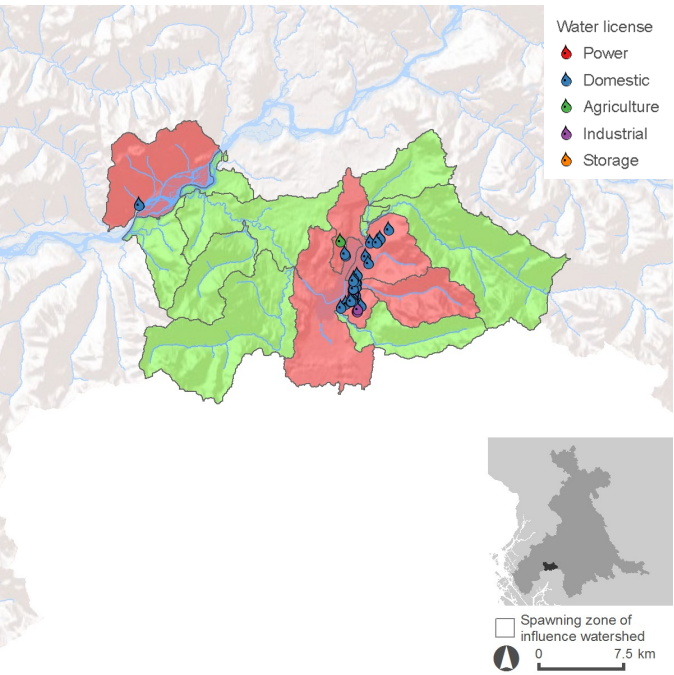 Water license
Power
Domestic
Agriculture
Industrial
Storage
Spawning zone of
influence watershed
0 7.5 km